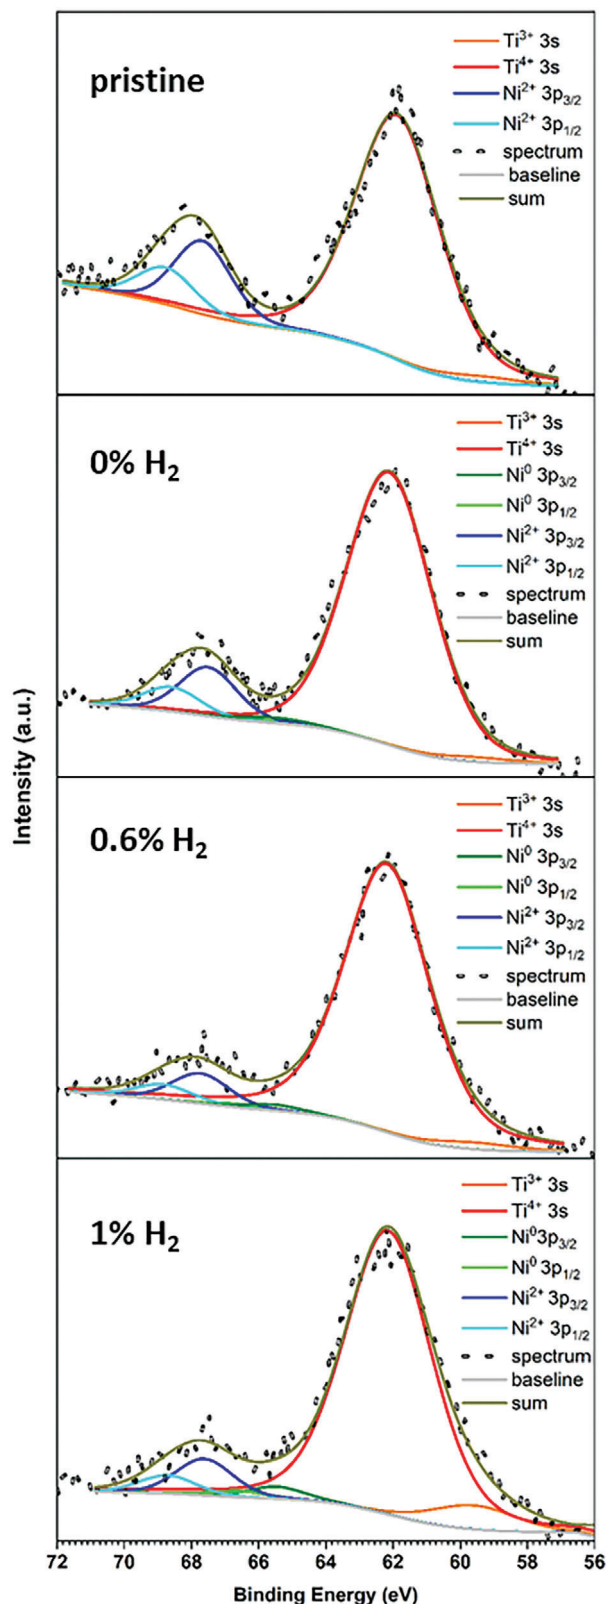 pristine
Ti³⁺ 3s
Ti⁴⁺ 3s
Ni²⁺ 3p₃/₂
Ni²⁺ 3p₁/₂
spectrum
baseline
sum
0% H₂
Ti³⁺ 3s
Ti⁴⁺ 3s
Ni⁰ 3p₃/₂
Ni⁰ 3p₁/₂
Ni²⁺ 3p₃/₂
Ni²⁺ 3p₁/₂
spectrum
baseline
sum
Intensity (a.u.)
0.6% H₂
Ti³⁺ 3s
Ti⁴⁺ 3s
Ni⁰ 3p₃/₂
Ni⁰ 3p₁/₂
Ni²⁺ 3p₃/₂
Ni²⁺ 3p₁/₂
spectrum
baseline
sum
1% H₂
Ti³⁺ 3s
Ti⁴⁺ 3s
Ni⁰3p₃/₂
Ni⁰ 3p₁/₂
Ni²⁺ 3p₃/₂
Ni²⁺ 3p₁/₂
spectrum
baseline
sum
72 70 68 66 64 62 60 58 56
Binding Energy (eV)